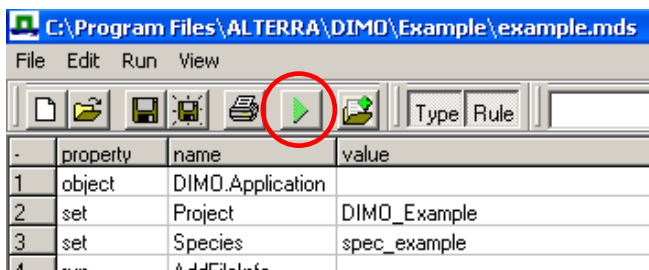 C:\Program Files\ALTERRA\DIMO\Example\example.mds
File Edit Run View
Type Rule
- property name value
1 object DIMO.Application
2 set Project DIMO_Example
3 set Species spec_example